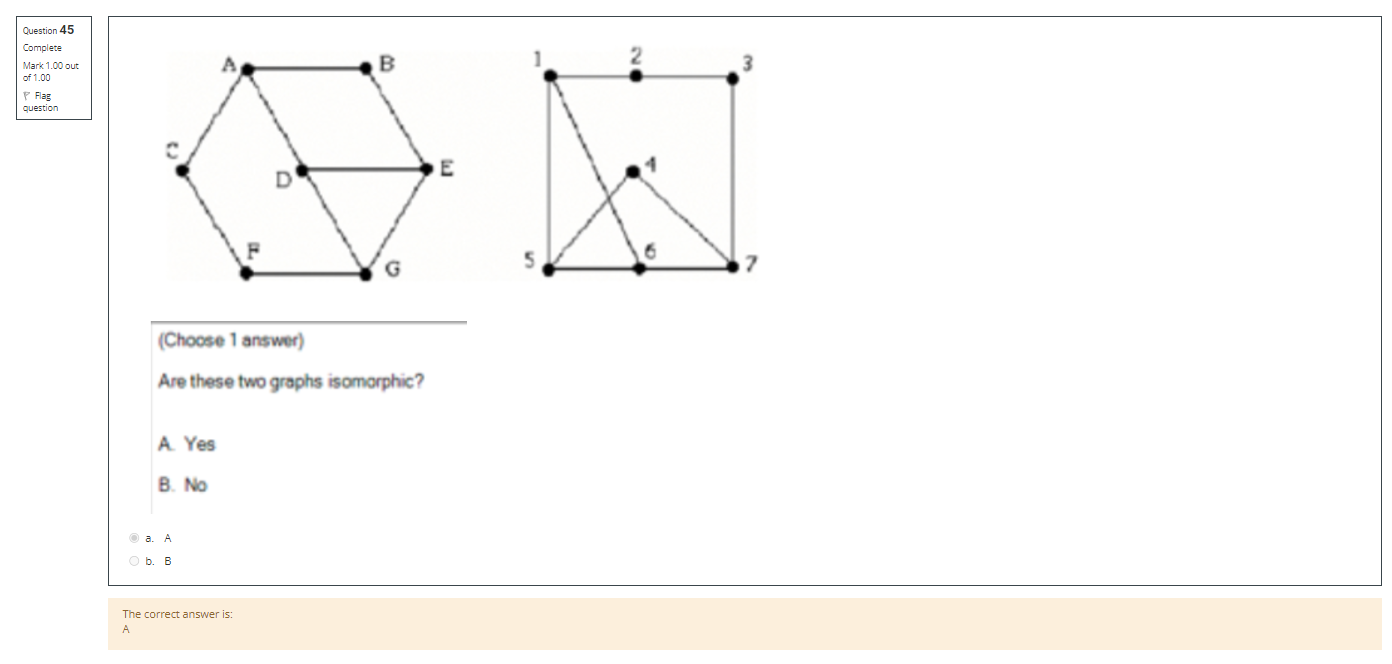 Question 45
Complete
Mark 1.00 out
of 1.00
Flag
question
A
B
C
D
E
F
G
1
2
3
4
5
6
7
(Choose 1 answer)
Are these two graphs isomorphic?
A. Yes
B. No
a. A
b. B
The correct answer is:
A